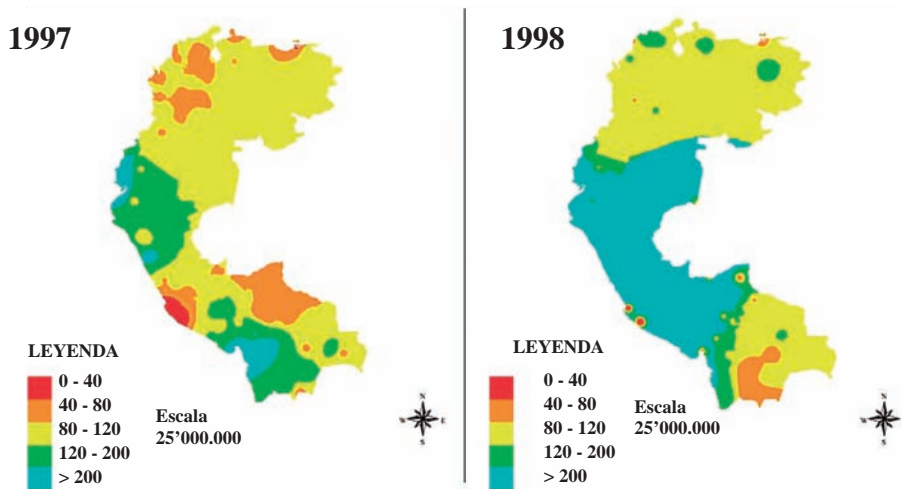 1997
LEYENDA
0 - 40
40 - 80
80 - 120
120 - 200
> 200
Escala
25’000.000
N
W E
S
1998
LEYENDA
0 - 40
40 - 80
80 - 120
120 - 200
> 200
Escala
25’000.000
N
W E
S